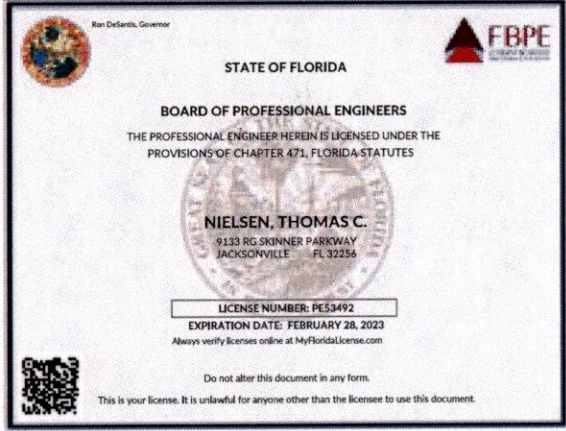 Ron DeSantis, Governor
FBPE
STATE OF FLORIDA
BOARD OF PROFESSIONAL ENGINEERS
THE PROFESSIONAL ENGINEER HEREIN IS LICENSED UNDER THE
PROVISIONS OF CHAPTER 471, FLORIDA STATUTES
NIELSEN, THOMAS C.
9133 RG SKINNER PARKWAY
JACKSONVILLE FL 32256
LICENSE NUMBER: PE53492
EXPIRATION DATE: FEBRUARY 28, 2023
Always verify licenses online at MyFloridaLicense.com
Do not alter this document in any form.
This is your license. It is unlawful for anyone other than the licensee to use this document.